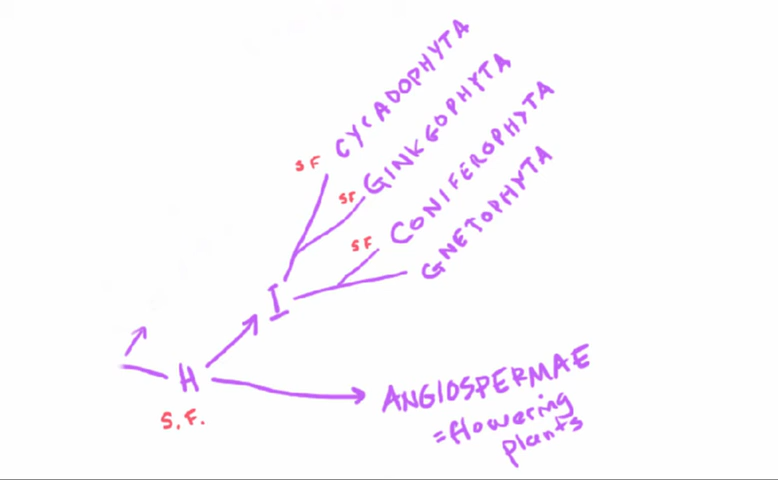 CYCADOPHYTA
SF
GINKGOPHYTA
SF
CONIFEROPHYTA
SF
GNETOPHYTA
I
H
S.F.
ANGIOSPERMAE
=flowering
plants